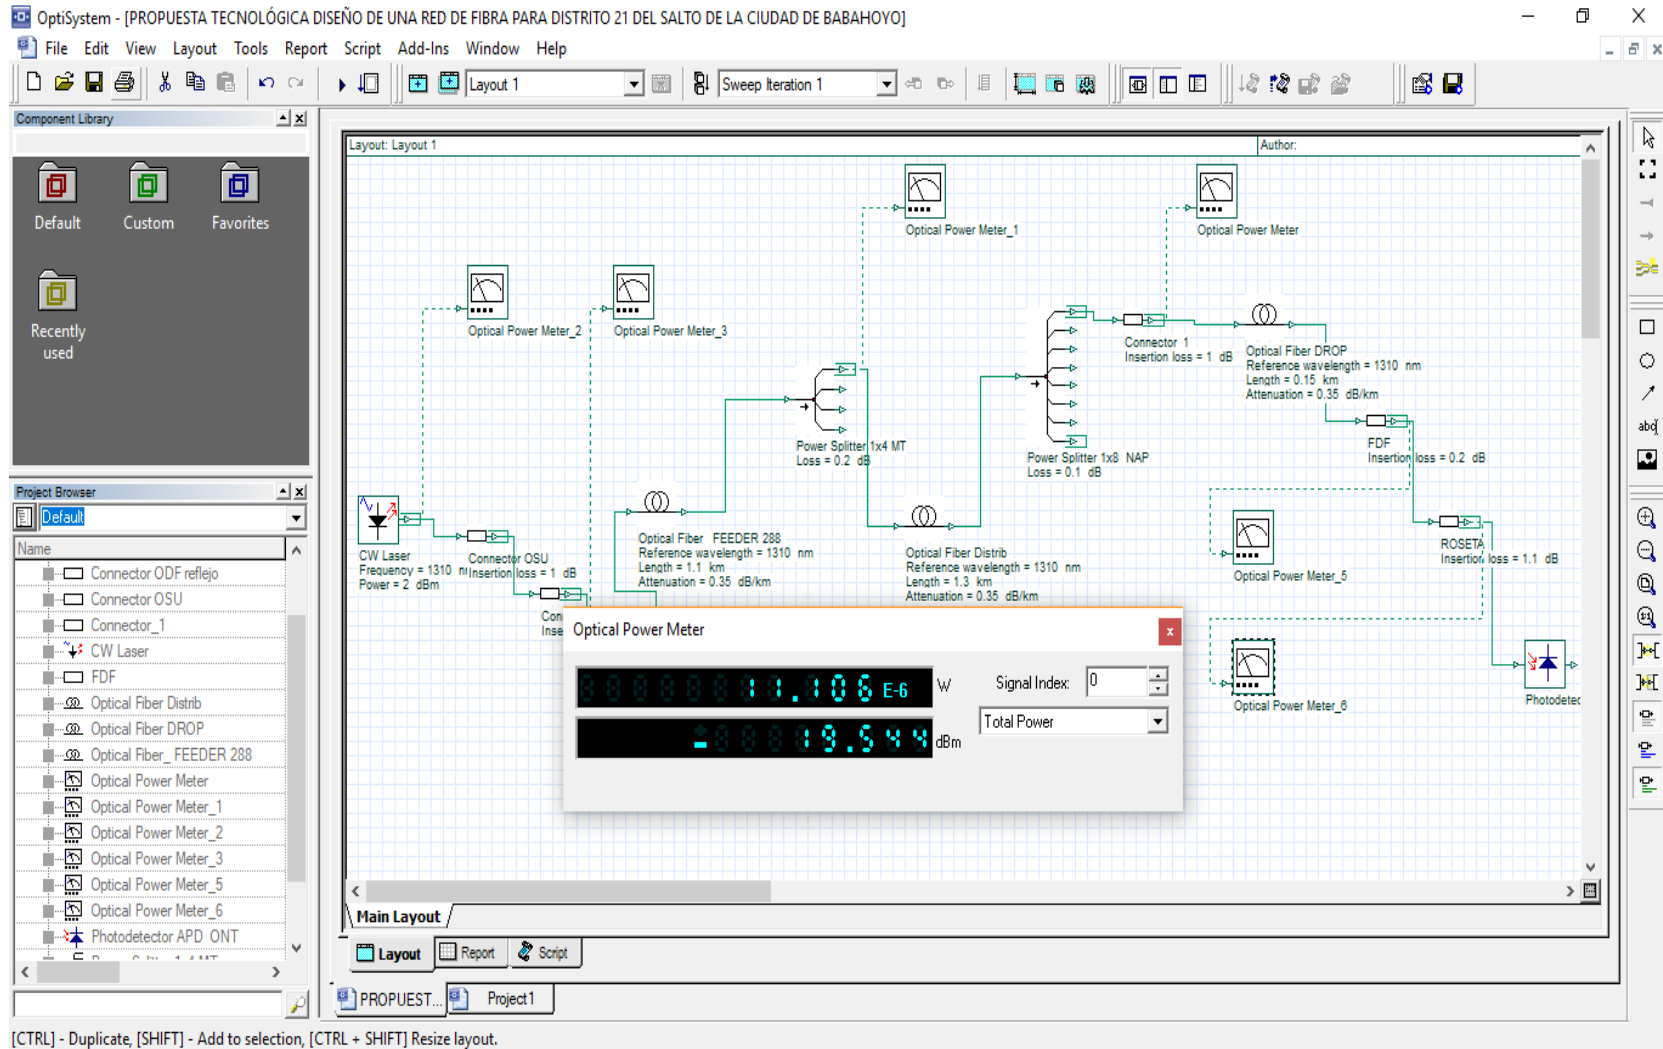 OptiSystem - [PROPUESTA TECNOLÓGICA DISEÑO DE UNA RED DE FIBRA PARA DISTRITO 21 DEL SALTO DE LA CIUDAD DE BABAHOYO]
File Edit View Layout Tools Report Script Add-Ins Window Help
Layout 1
Sweep Iteration 1
Component Library
Default
Custom
Favorites
Recently
used
Project Browser
Default
Name
Connector ODF reflejo
Connector OSU
Connector_1
CW Laser
FDF
Optical Fiber Distrib
Optical Fiber DROP
Optical Fiber_ FEEDER 288
Optical Power Meter
Optical Power Meter_1
Optical Power Meter_2
Optical Power Meter_3
Optical Power Meter_5
Optical Power Meter_6
Photodetector APD ONT
Layout: Layout 1
Author:
Optical Power Meter_1
Optical Power Meter
Optical Power Meter_2
Optical Power Meter_3
Connector 1
Insertion loss = 1 dB
Optical Fiber DROP
Reference wavelength = 1310 nm
Length = 0.15 km
Attenuation = 0.35 dB/km
Power Splitter 1x4 MT
Loss = 0.2 dB
Power Splitter 1x8 NAP
Loss = 0.1 dB
FDF
Insertion loss = 0.2 dB
CW Laser
Frequency = 1310 n
Power = 2 dBm
Connector OSU
Insertion loss = 1 dB
Optical Fiber FEEDER 288
Reference wavelength = 1310 nm
Length = 1.1 km
Attenuation = 0.35 dB/km
Optical Fiber Distrib
Reference wavelength = 1310 nm
Length = 1.3 km
Attenuation = 0.35 dB/km
ROSETA
Insertion loss = 1.1 dB
Optical Power Meter_5
Con
Inse
Optical Power Meter_6
Photodetec
Optical Power Meter
x
11.106 E-6 W
-19.544 dBm
Signal Index: 0
Total Power
Main Layout
Layout Report Script
PROPUEST... Project1
[CTRL] - Duplicate, [SHIFT] - Add to selection, [CTRL + SHIFT] Resize layout.